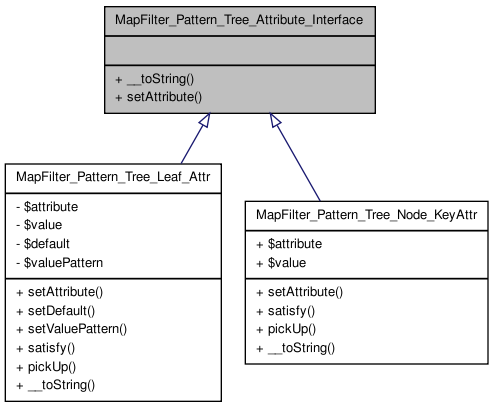 MapFilter_Pattern_Tree_Attribute_Interface
+ __toString()
+ setAttribute()
MapFilter_Pattern_Tree_Leaf_Attr
- $attribute
- $value
- $default
- $valuePattern
+ setAttribute()
+ setDefault()
+ setValuePattern()
+ satisfy()
+ pickUp()
+ __toString()
MapFilter_Pattern_Tree_Node_KeyAttr
+ $attribute
+ $value
+ setAttribute()
+ satisfy()
+ pickUp()
+ __toString()